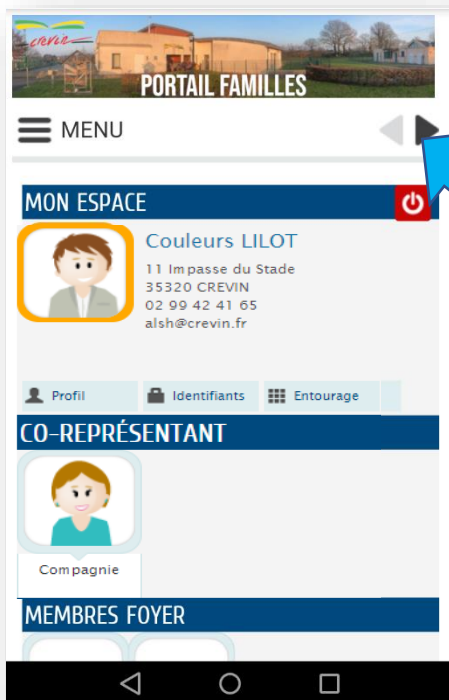 crevin
PORTAIL FAMILLES
MENU
MON ESPACE
Couleurs LILOT
11 Impasse du Stade
35320 CREVIN
02 99 42 41 65
alsh@crevin.fr
Profil
Identifiants
Entourage
CO-REPRÉSENTANT
Compagnie
MEMBRES FOYER